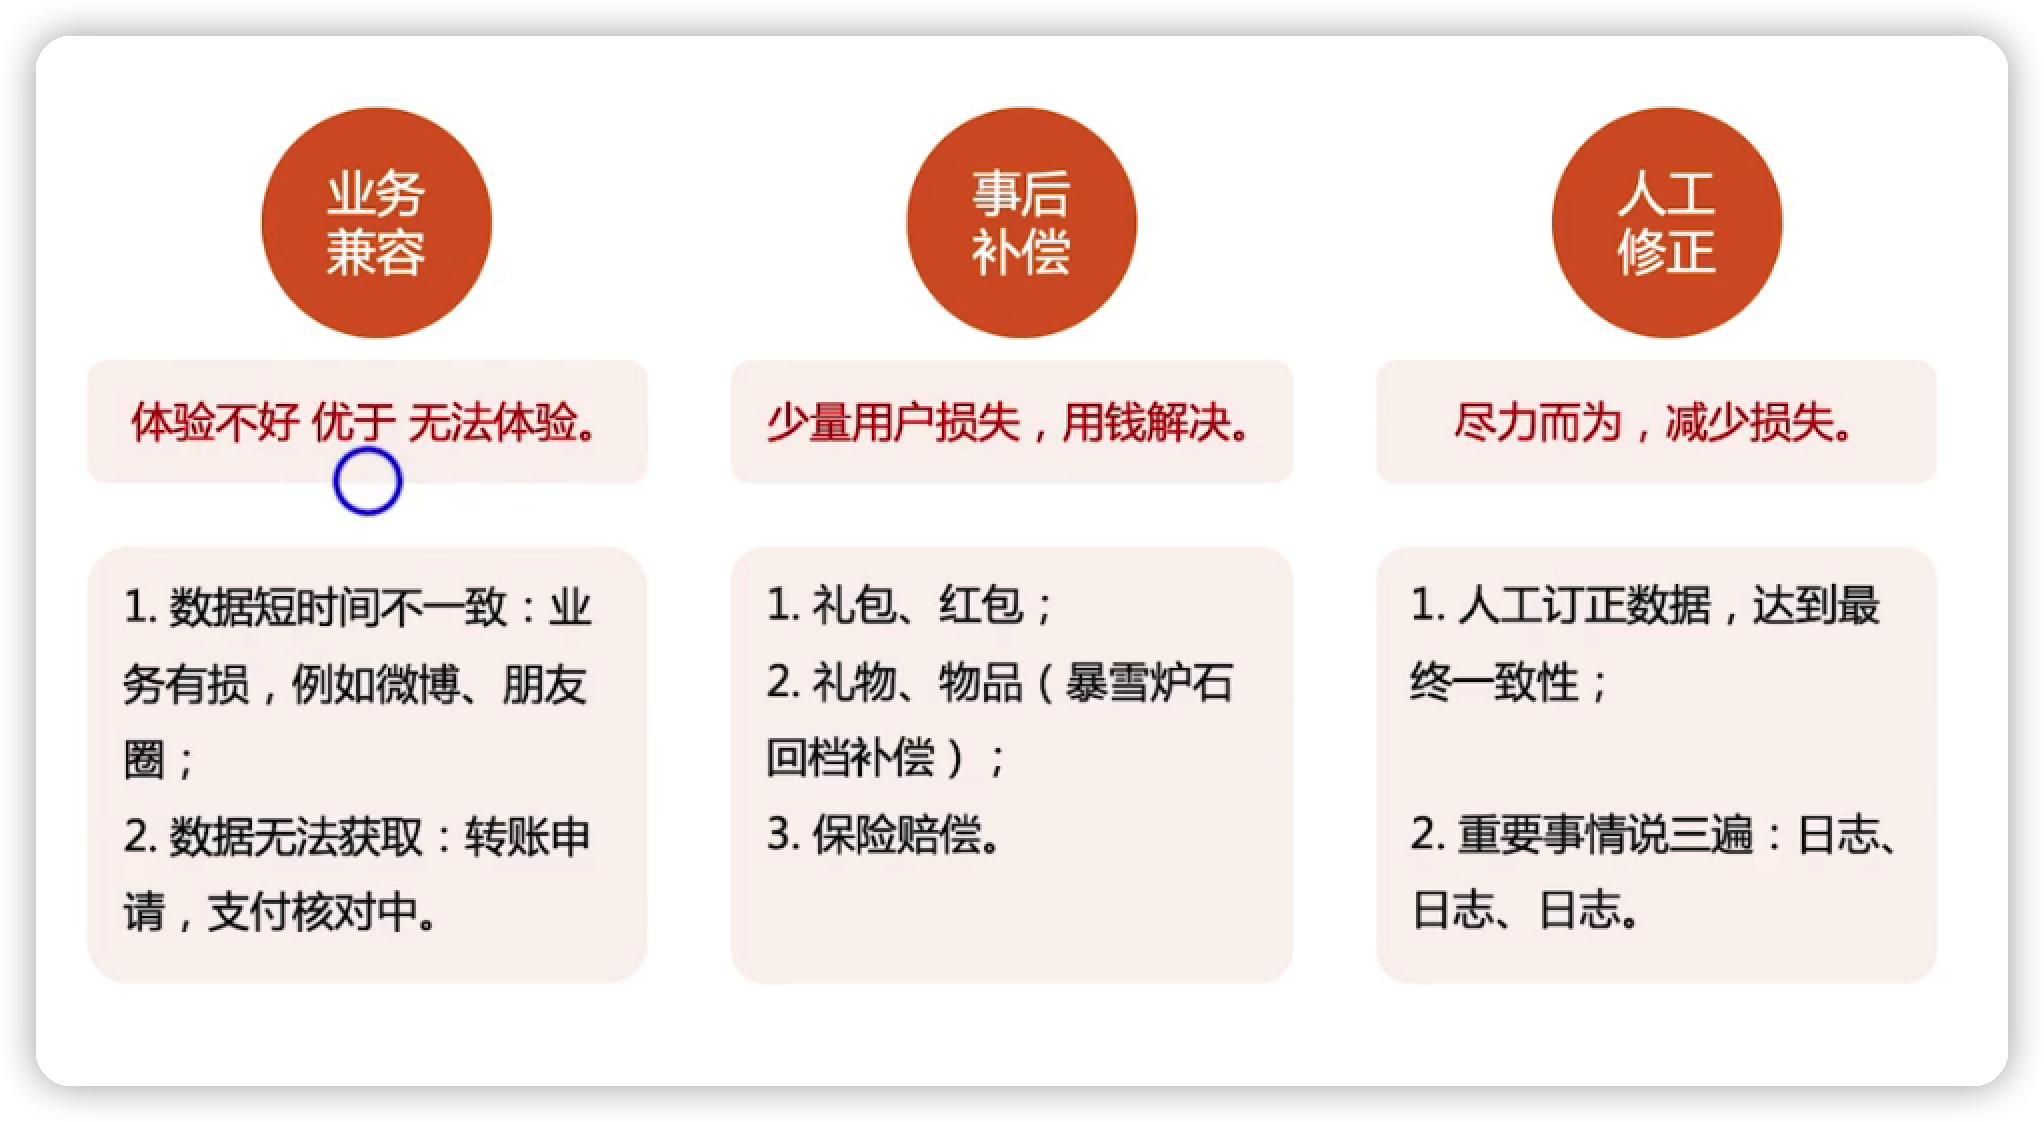 业务
兼容
事后
补偿
人工
修正
体验不好 优于 无法体验。
少量用户损失，用钱解决。
尽力而为，减少损失。
1. 数据短时间不一致：业
务有损，例如微博、朋友
圈；
2. 数据无法获取：转账申
请，支付核对中。
1. 礼包、红包；
2. 礼物、物品（暴雪炉石
回档补偿）；
3. 保险赔偿。
1. 人工订正数据，达到最
终一致性；
2. 重要事情说三遍：日志、
日志、日志。